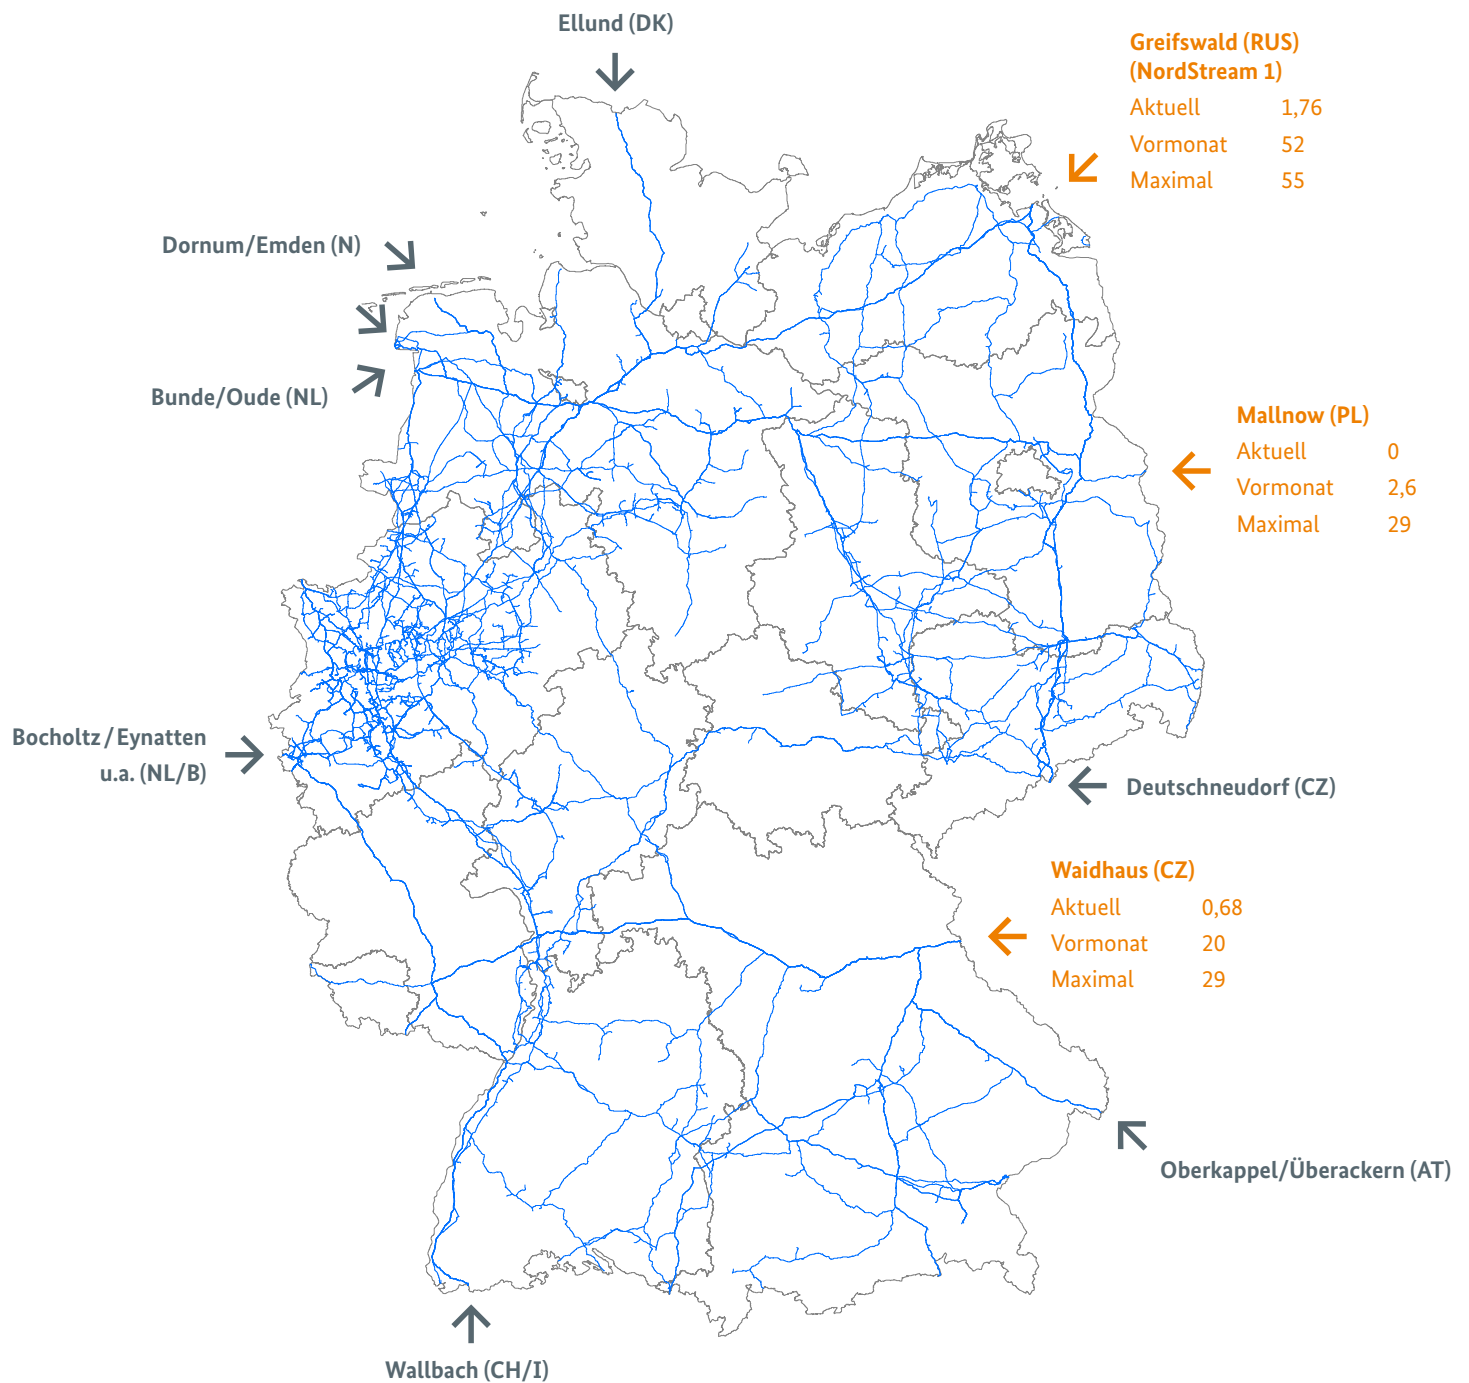 Ellund (DK)
Greifswald (RUS)
(NordStream 1)
Aktuell 1,76
Vormonat 52
Maximal 55
Dornum/Emden (N)
Bunde/Oude (NL)
Mallnow (PL)
Aktuell 0
Vormonat 2,6
Maximal 29
Bocholtz / Eynatten
u.a. (NL/B)
Deutschneudorf (CZ)
Waidhaus (CZ)
Aktuell 0,68
Vormonat 20
Maximal 29
Oberkappel/Überackern (AT)
Wallbach (CH/I)